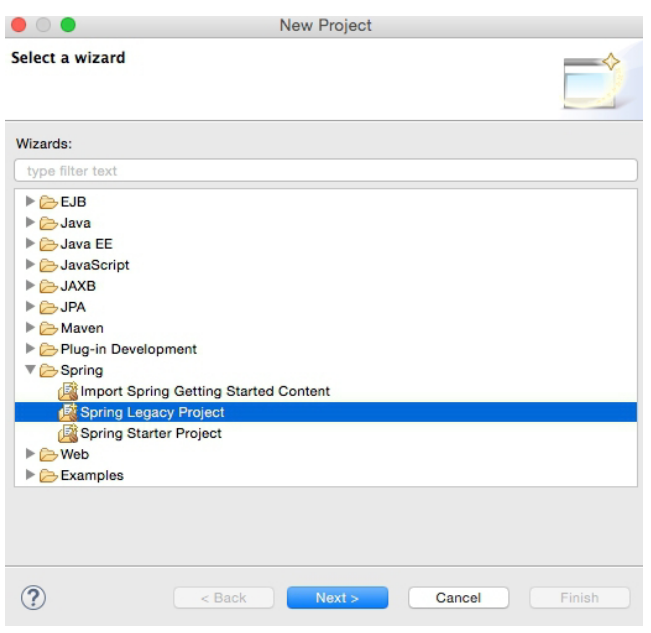 New Project
Select a wizard
Wizards:
type filter text
EJB
Java
Java EE
JavaScript
JAXB
JPA
Maven
Plug-in Development
Spring
Import Spring Getting Started Content
Spring Legacy Project
Spring Starter Project
Web
Examples
? < Back Next > Cancel Finish